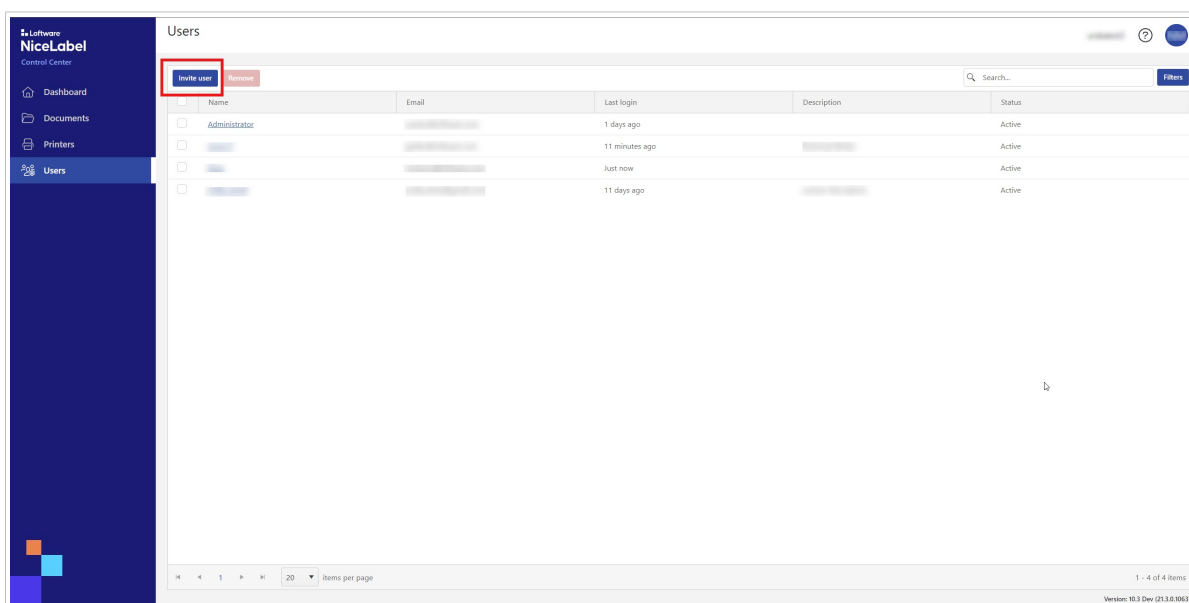 Loftware
NiceLabel
Control Center
Dashboard
Documents
Printers
Users
Users
?
Invite user
Remove
Search...
Filters
Name Email Last login Description Status
Administrator 1 days ago Active
11 minutes ago Active
Just now Active
11 days ago Active
1 20 items per page 1 - 4 of 4 items
Version: 10.3 Dev (21.3.0.1063